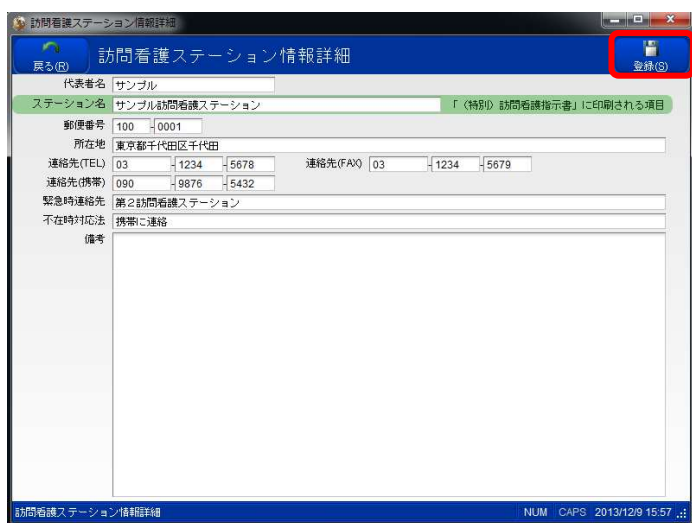 訪問看護ステーション情報詳細
戻る(R) 訪問看護ステーション情報詳細 登録(S)
代表者名 サンプル
ステーション名 サンプル訪問看護ステーション 「（特別）訪問看護指示書」に印刷される項目
郵便番号 100 - 0001
所在地 東京都千代田区千代田
連絡先(TEL) 03 - 1234 - 5678 連絡先(FAX) 03 - 1234 - 5679
連絡先(携帯) 090 - 9876 - 5432
緊急時連絡先 第２訪問看護ステーション
不在時対応法 携帯に連絡
備考
訪問看護ステーション情報詳細 NUM CAPS 2013/12/9 15:57